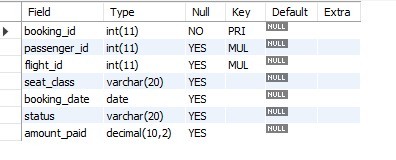 Field Type Null Key Default Extra
booking_id int(11) NO PRI NULL
passenger_id int(11) YES MUL NULL
flight_id int(11) YES MUL NULL
seat_class varchar(20) YES NULL
booking_date date YES NULL
status varchar(20) YES NULL
amount_paid decimal(10,2) YES NULL